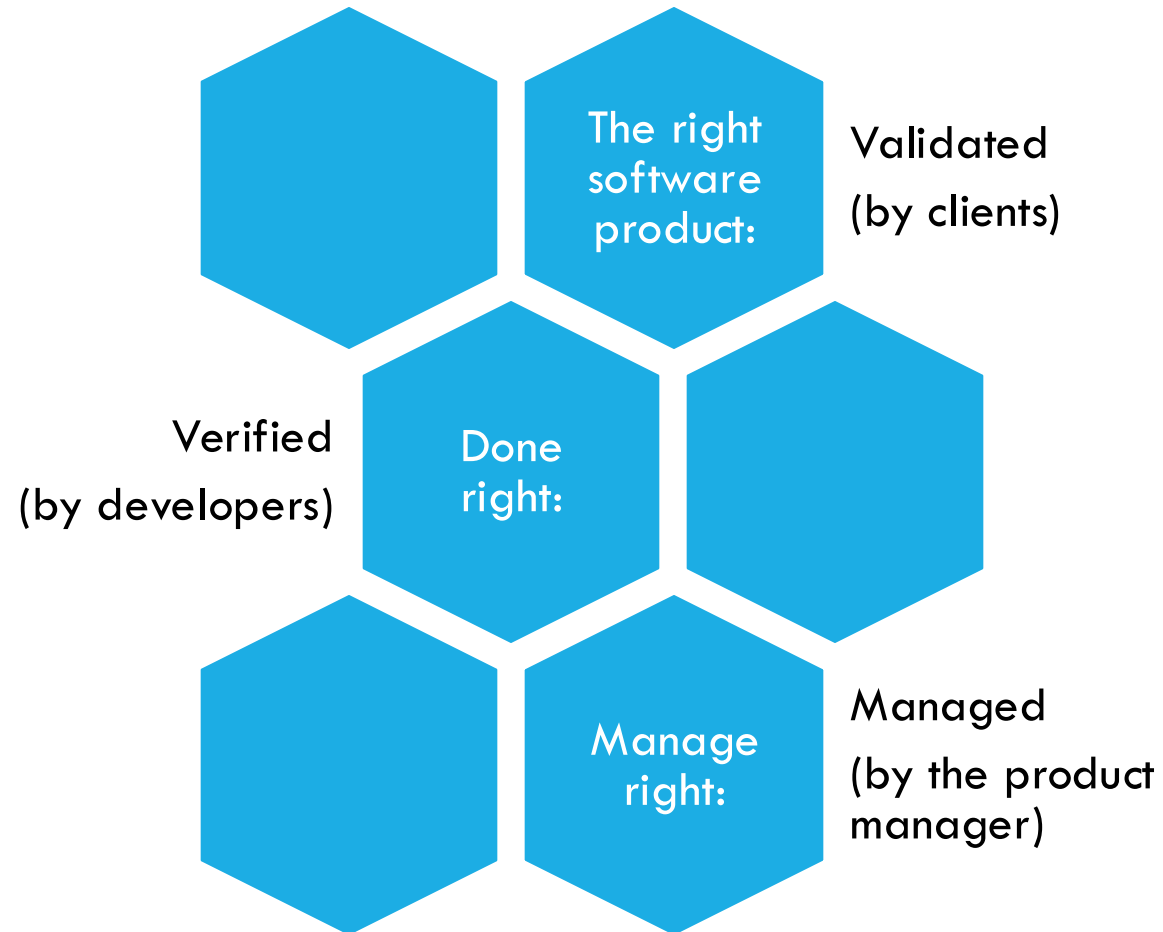 The right
software
product:
Validated
(by clients)
Verified
(by developers)
Done
right:
Manage
right:
Managed
(by the product
manager)